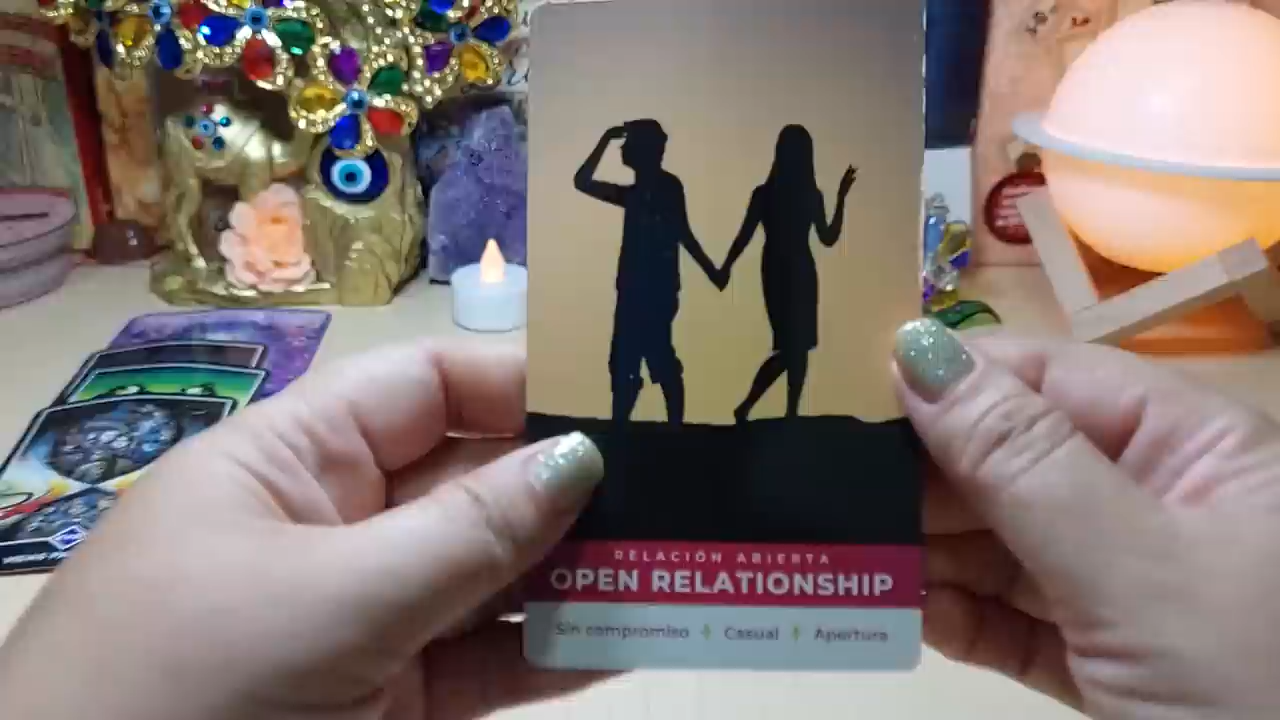 RELACIÓN ABIERTA
OPEN RELATIONSHIP
Sin compromiso Casual Apertura